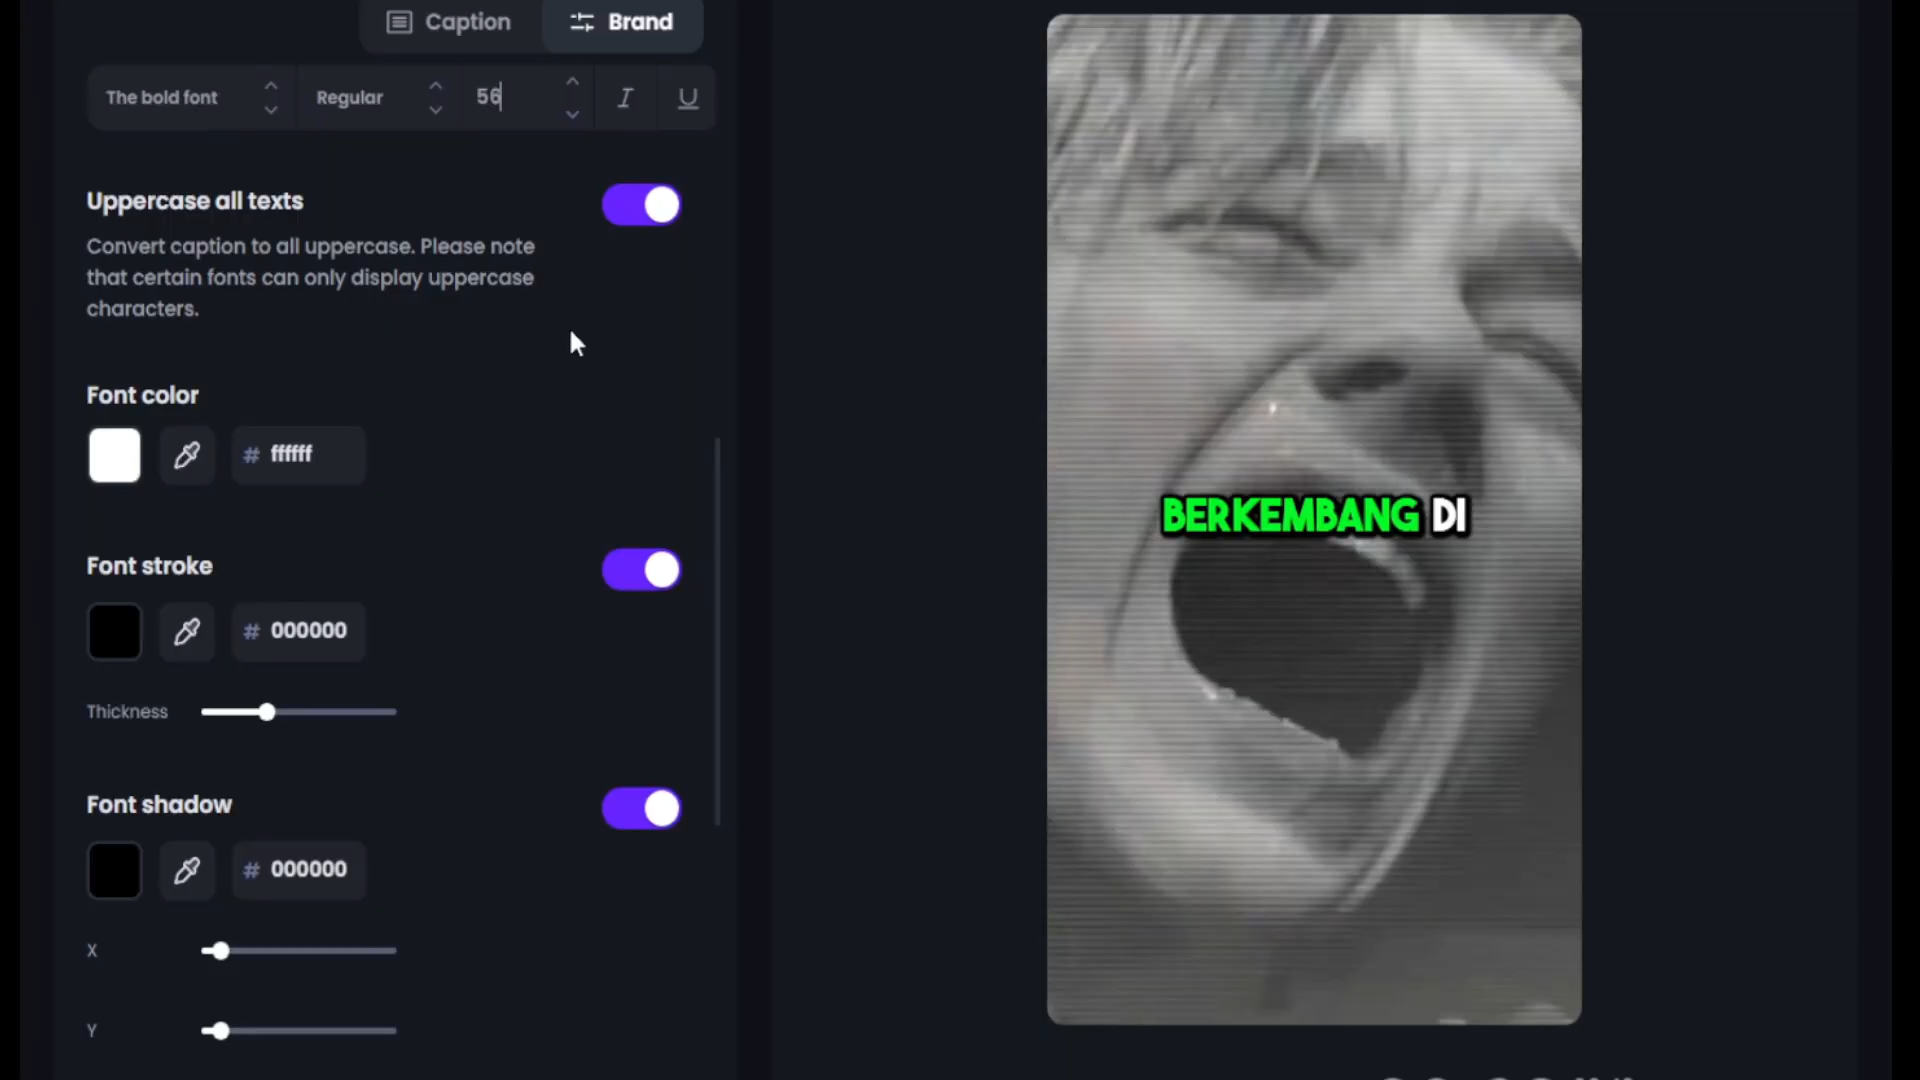 Caption Brand
The bold font Regular 56 I U
Uppercase all texts
Convert caption to all uppercase. Please note
that certain fonts can only display uppercase
characters.
Font color
# ffffff
Font stroke
# 000000
Thickness
Font shadow
# 000000
X
Y
BERKEMBANG DI